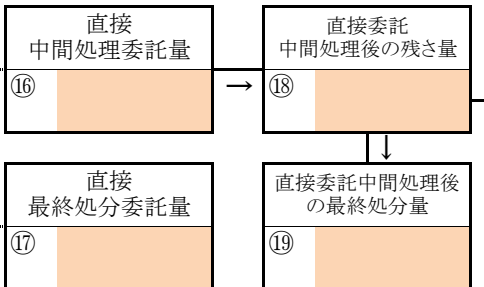 直接
中間処理委託量
⑯
→
直接委託
中間処理後の残さ量
⑱
↓
直接
最終処分委託量
⑰
直接委託中間処理後
の最終処分量
⑲